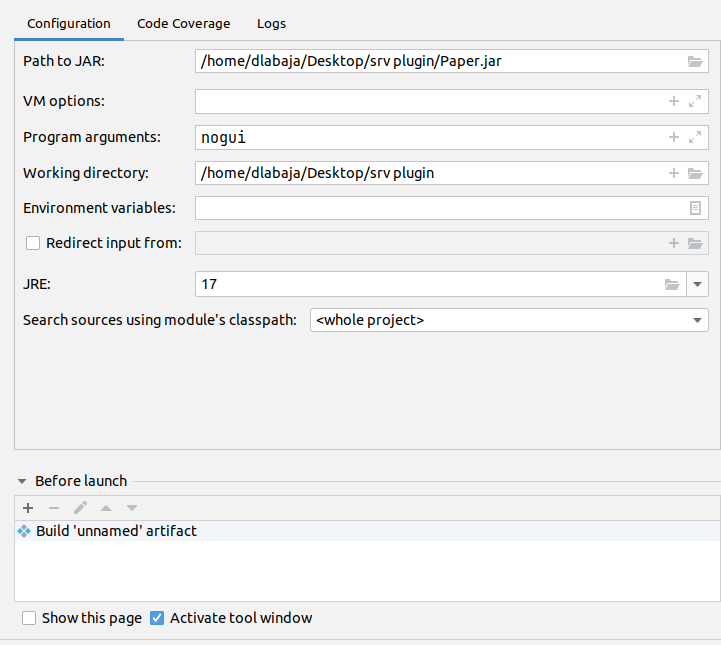 Configuration Code Coverage Logs
Path to JAR: /home/dlabaja/Desktop/srv plugin/Paper.jar
VM options:
Program arguments: nogui
Working directory: /home/dlabaja/Desktop/srv plugin
Environment variables:
Redirect input from:
JRE: 17
Search sources using module's classpath: <whole project>
Before launch
Build 'unnamed' artifact
Show this page Activate tool window